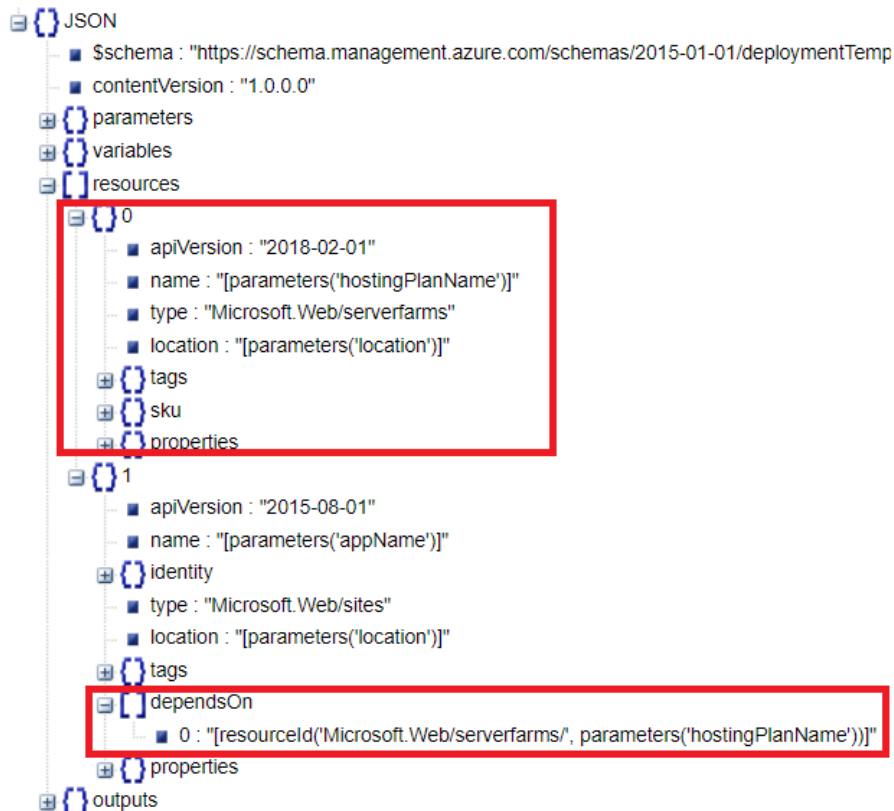 JSON
$schema : "https://schema.management.azure.com/schemas/2015-01-01/deploymentTemp
contentVersion : "1.0.0.0"
parameters
variables
resources
0
apiVersion : "2018-02-01"
name : "[parameters('hostingPlanName')]"
type : "Microsoft.Web/serverfarms"
location : "[parameters('location')]"
tags
sku
properties
1
apiVersion : "2015-08-01"
name : "[parameters('appName')]"
identity
type : "Microsoft.Web/sites"
location : "[parameters('location')]"
tags
dependsOn
0 : "[resourceId('Microsoft.Web/serverfarms/', parameters('hostingPlanName'))]"
properties
outputs